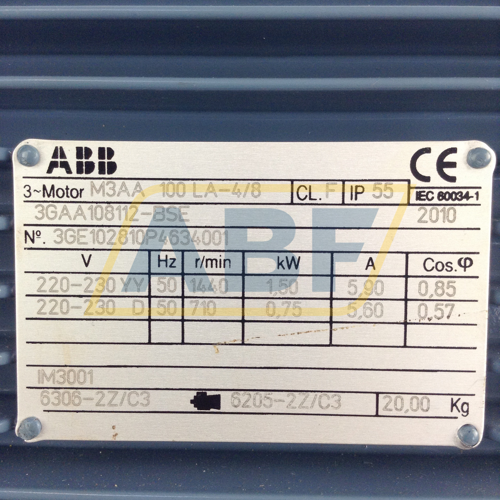 ABB CE
3~Motor M3AA 100 LA-4/8 CL. F IP 55 IEC 60034-1
3GAA108112-BSE 2010
Nº. 3GE102810P4634001
V Hz r/min kW A Cos.φ
220-230 YY 50 1440 1,50 5,90 0,85
220-230 D 50 710 0,75 5,60 0,57
IM3001
6306-2Z/C3 6205-2Z/C3 20,00 Kg
ABF